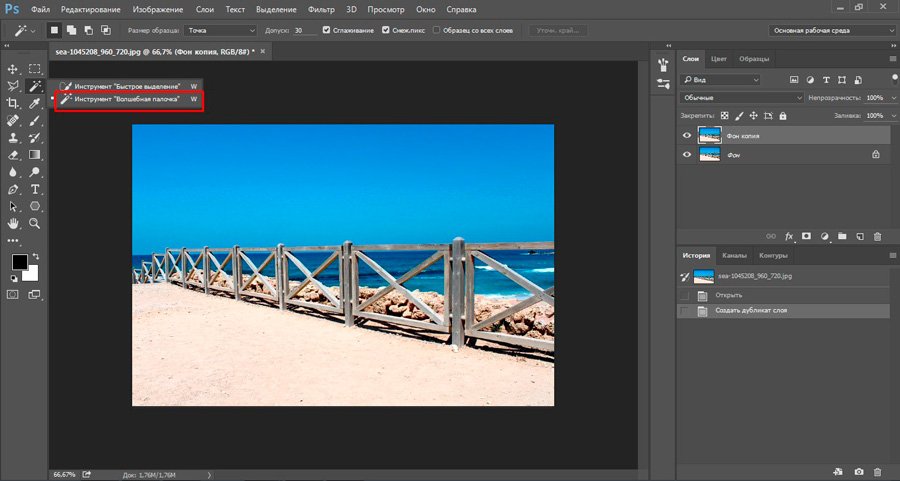 Ps Файл Редактирование Изображение Слои Текст Выделение Фильтр 3D Просмотр Окно Справка
Размер образца: Точка Допуск: 30 Сглаживание Смеж.пикс Образец со всех слоев Уточн. край... Основная рабочая среда
sea-1045208_960_720.jpg @ 66,7% (Фон копия, RGB/8#) * ×
Инструмент "Быстрое выделение" W
Инструмент "Волшебная палочка" W
Слои Цвет Образцы
Вид
Обычные Непрозрачность: 100%
Закрепить: Заливка: 100%
Фон копия
Фон
fx
История Каналы Контуры
sea-1045208_960_720.jpg
Открыть
Создать дубликат слоя
66,67% Док: 1,76M/1,76M